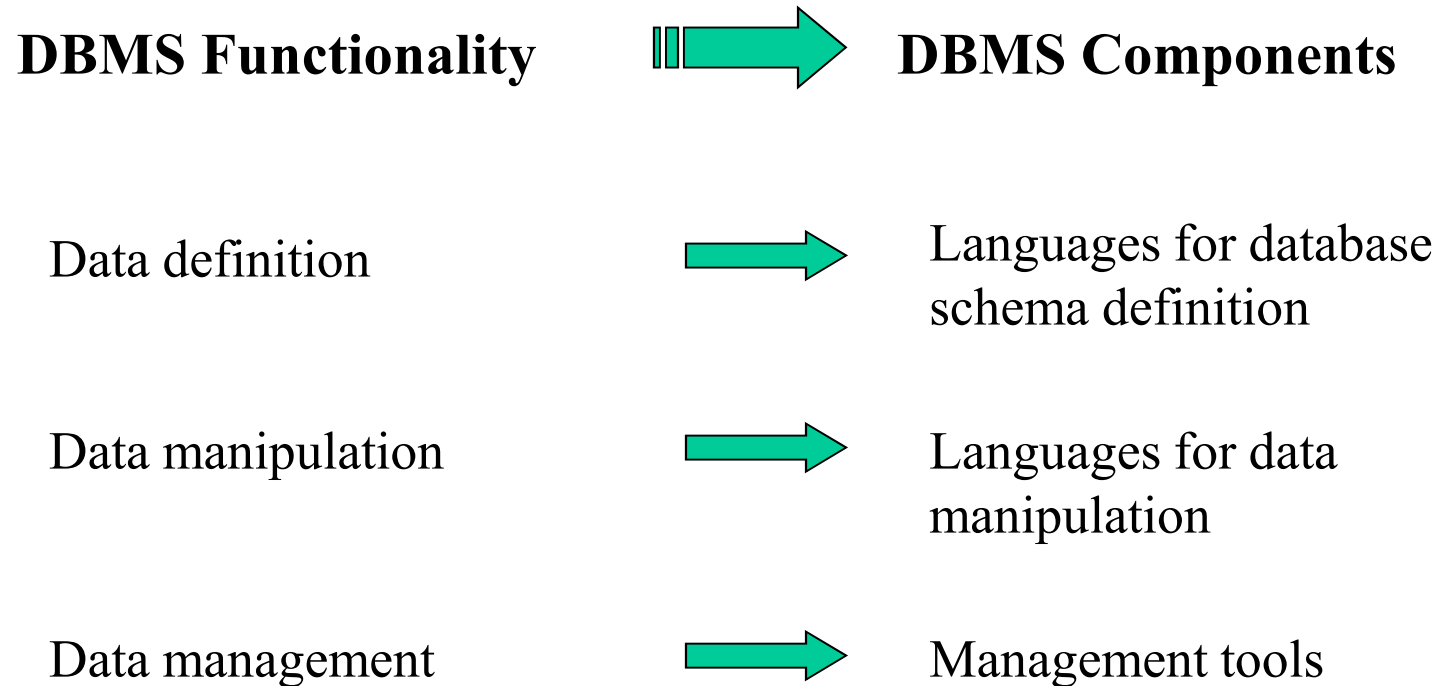 DBMS Functionality
DBMS Components
Data definition
Languages for database
schema definition
Data manipulation
Languages for data
manipulation
Data management
Management tools